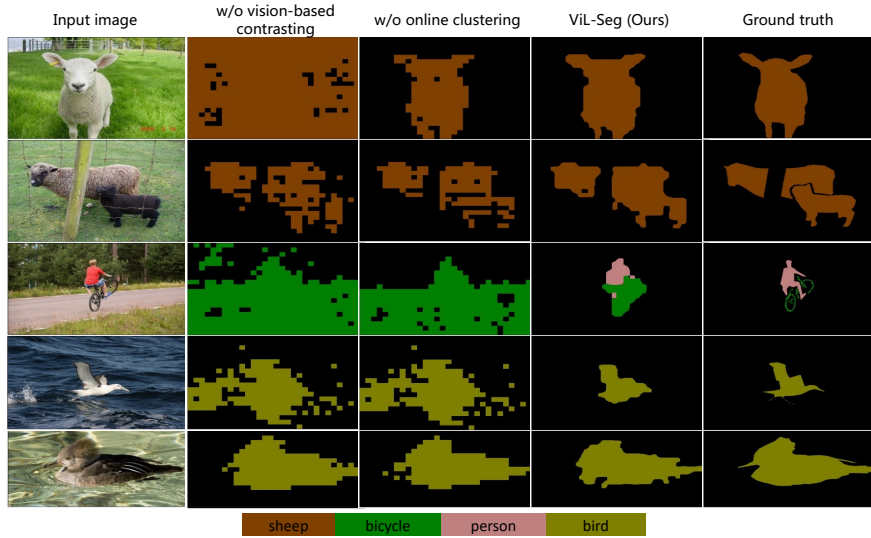 Input image
w/o vision-based
contrasting
w/o online clustering
ViL-Seg (Ours)
Ground truth
sheep
bicycle
person
bird